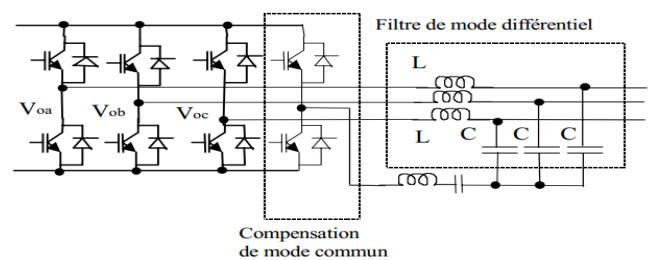 Filtre de mode différentiel
L
Voa
Vob
Voc
L
C
C
C
Compensation
de mode commun